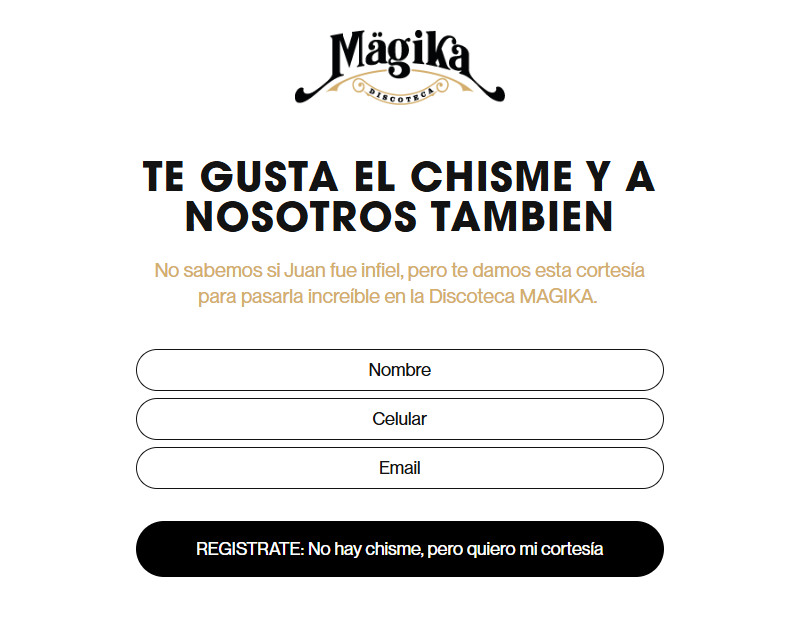 Mägika
DISCOTECA
TE GUSTA EL CHISME Y A
NOSOTROS TAMBIEN
No sabemos si Juan fue infiel, pero te damos esta cortesía
para pasarla increíble en la Discoteca MAGIKA.
Nombre
Celular
Email
REGISTRATE: No hay chisme, pero quiero mi cortesía